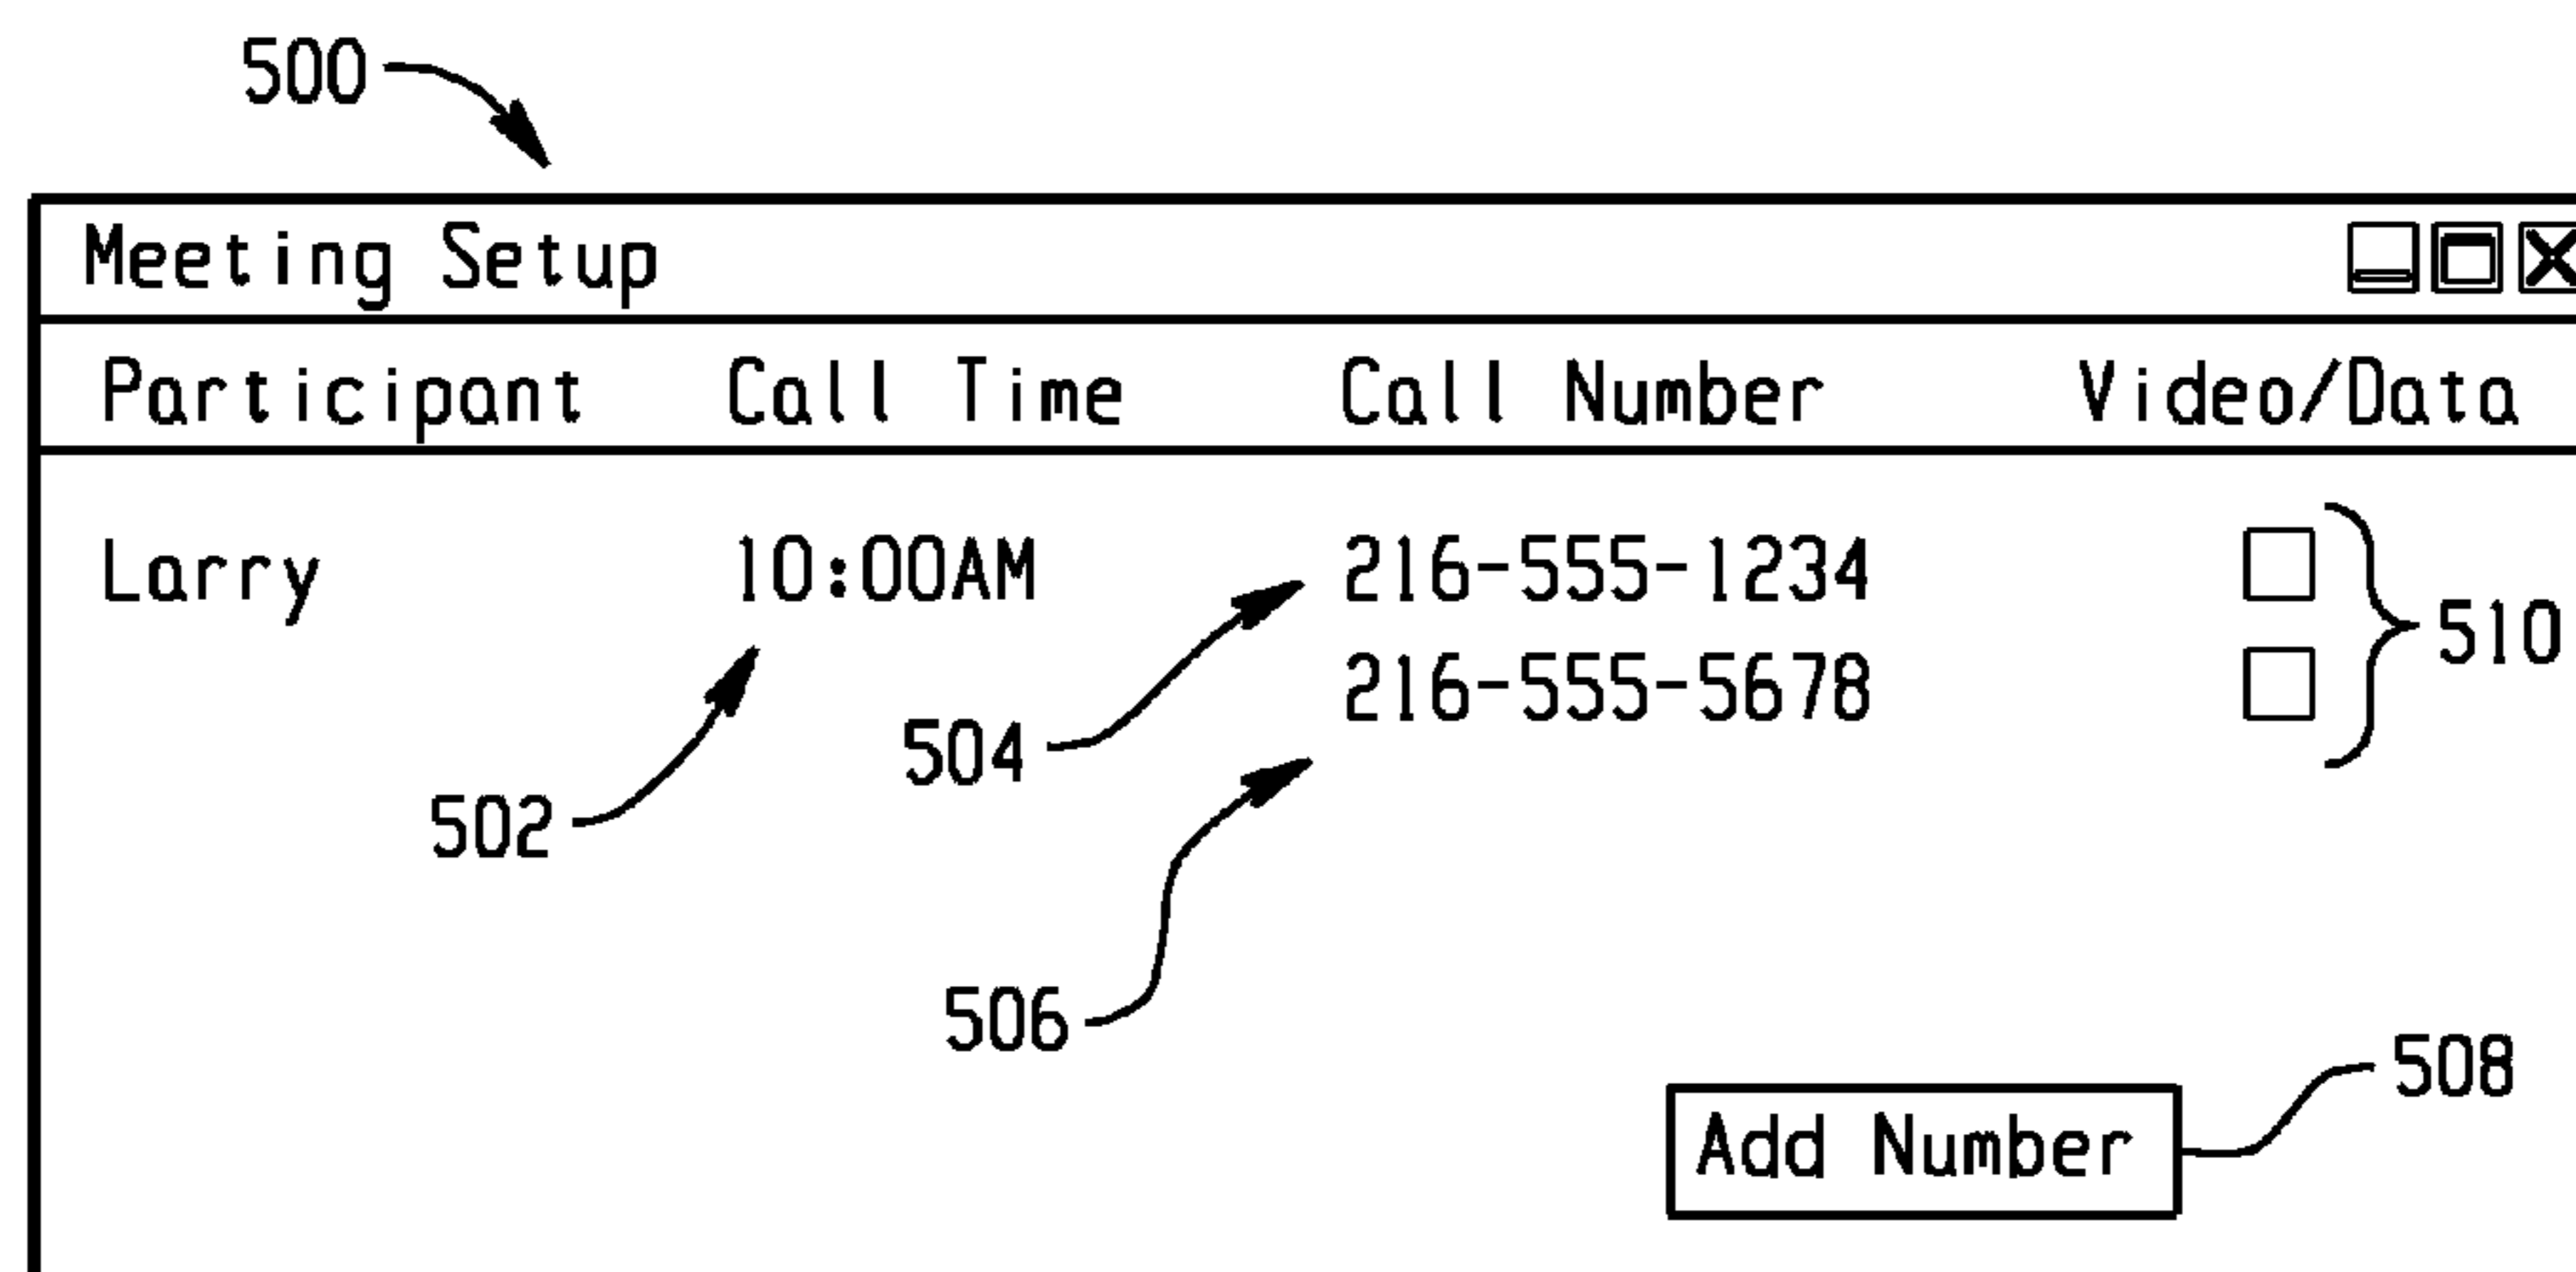 500
Meeting Setup
Participant Call Time Call Number Video/Data
Larry 10:00AM 216-555-1234
510
216-555-5678
504
502
506
508
Add Number